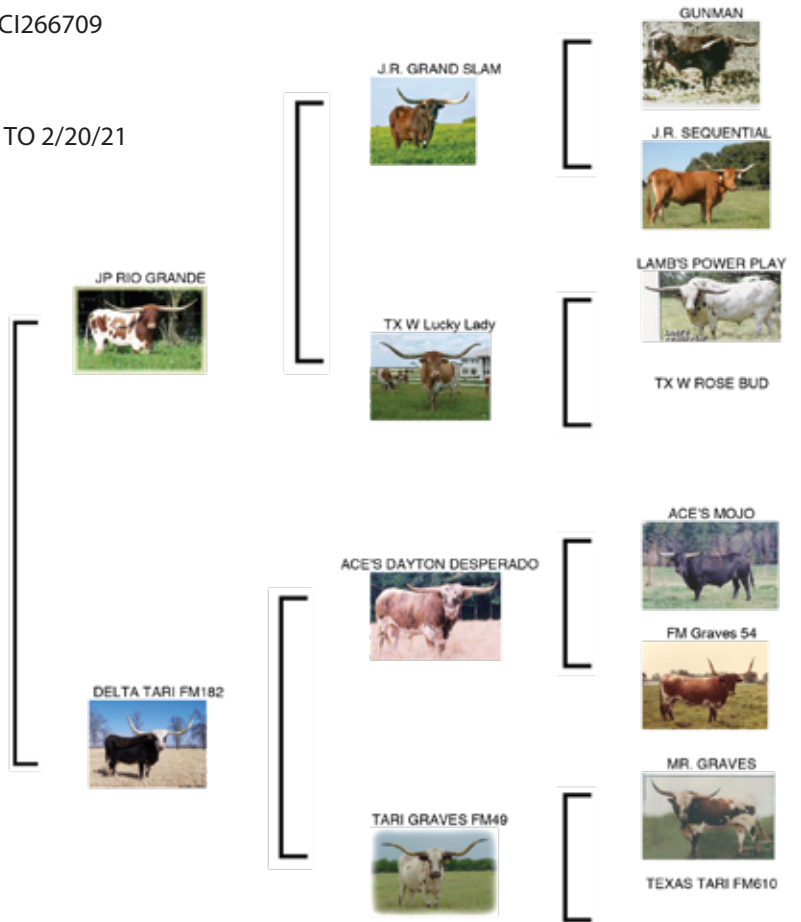 CI266709
TO 2/20/21
GUNMAN
J.R. GRAND SLAM
J.R. SEQUENTIAL
JP RIO GRANDE
LAMB'S POWER PLAY
TX W Lucky Lady
TX W ROSE BUD
ACE'S MOJO
ACE'S DAYTON DESPERADO
FM Graves 54
DELTA TARI FM182
MR. GRAVES
TARI GRAVES FM49
TEXAS TARI FM610